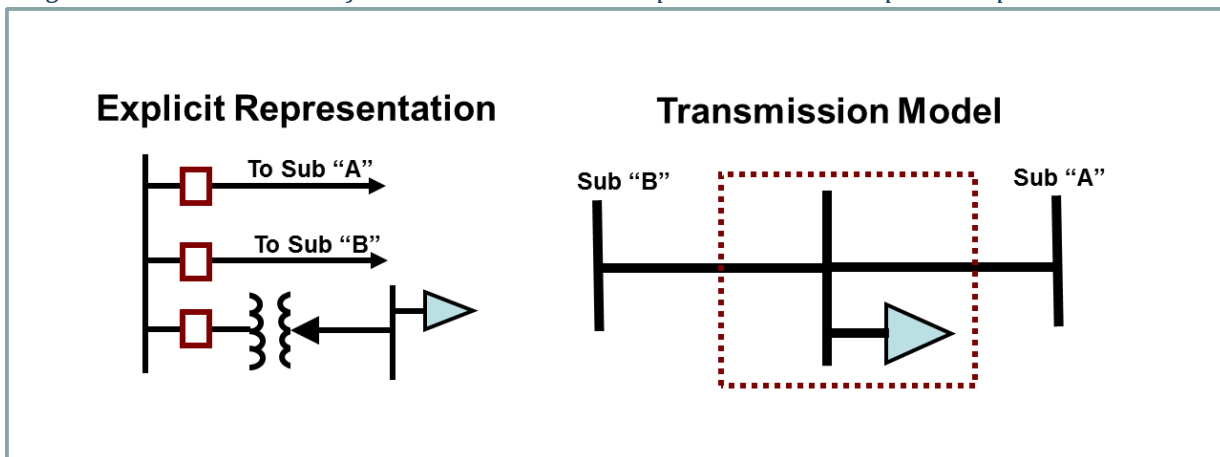 Explicit Representation
To Sub “A”
To Sub “B”
Transmission Model
Sub “B”
Sub “A”